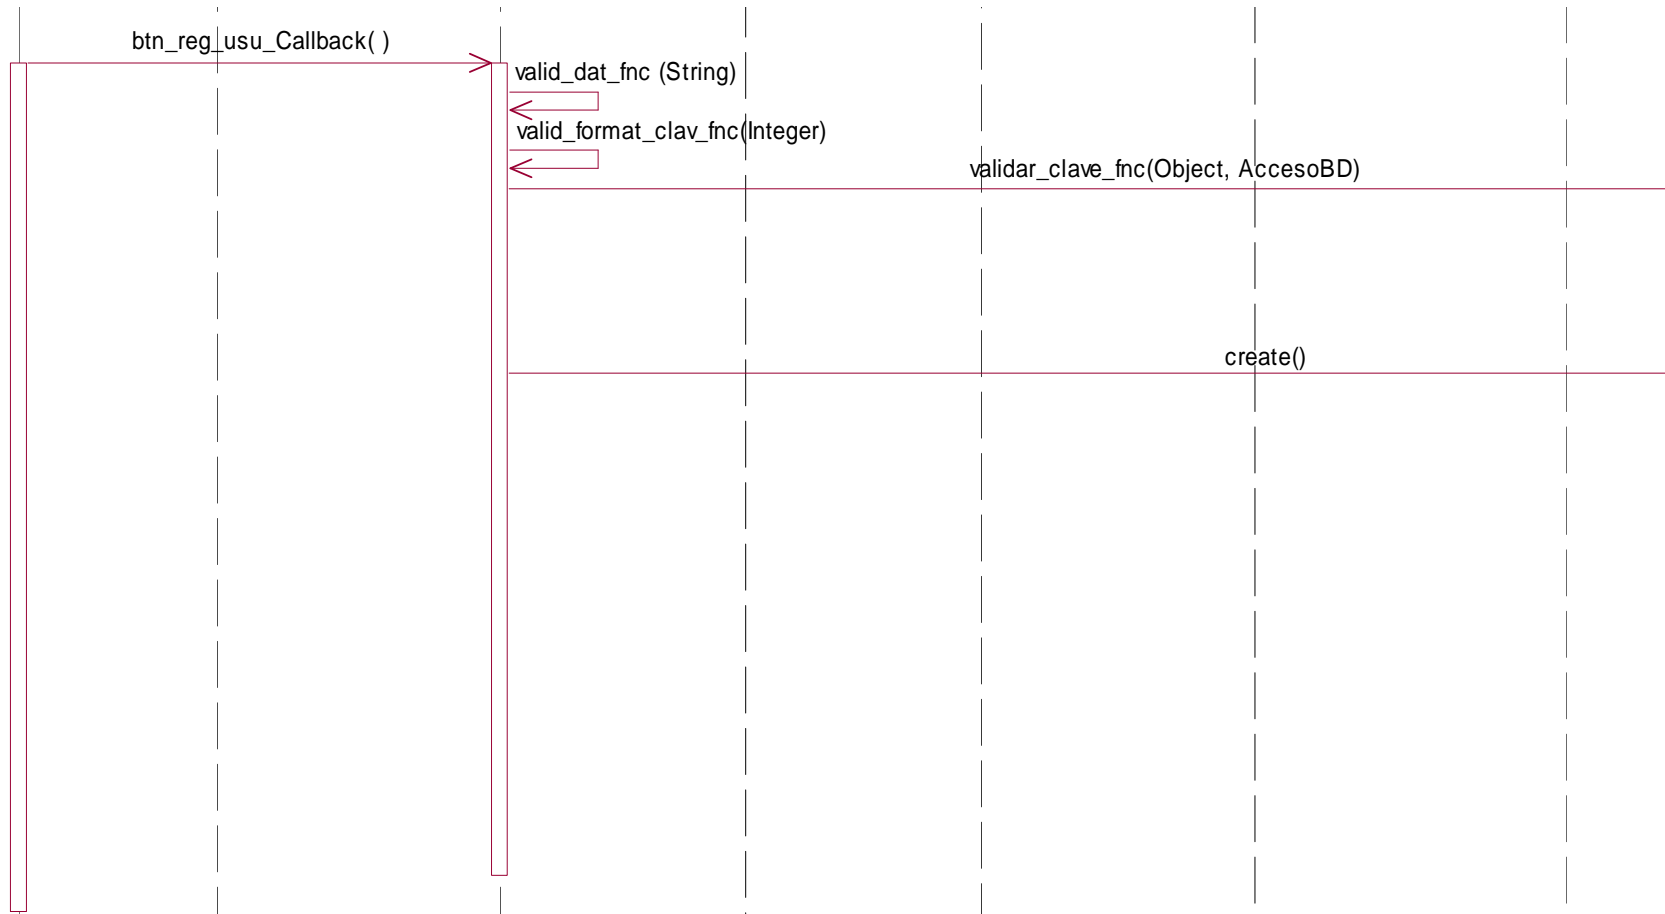 btn_reg_usu_Callback( )
valid_dat_fnc (String)
valid_format_clav_fnc(Integer)
validar_clave_fnc(Object, AccesoBD)
create()